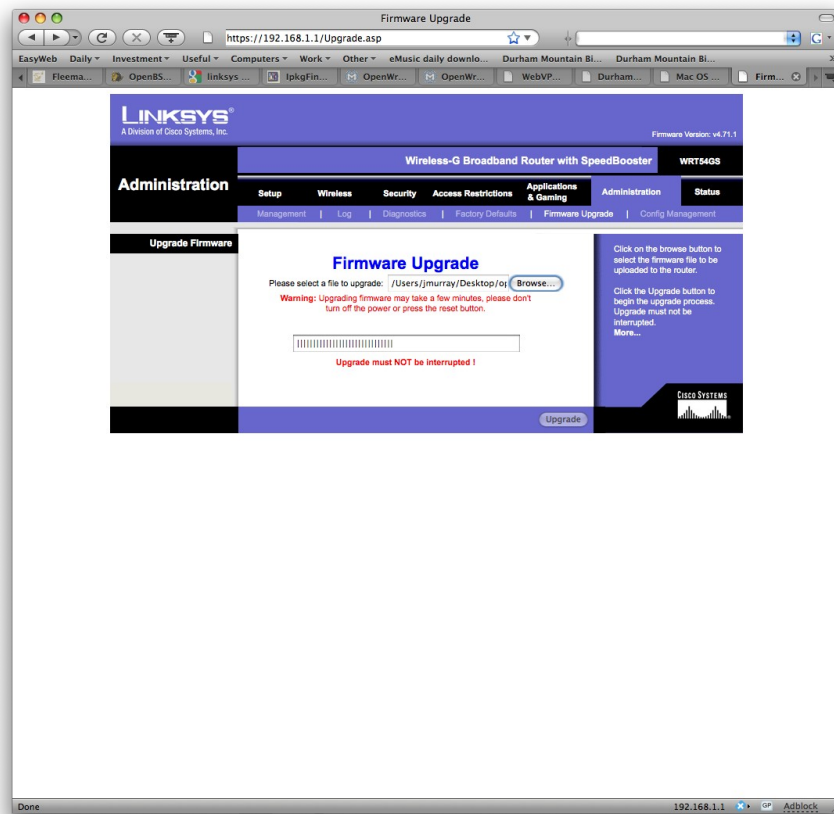 Firmware Upgrade
https://192.168.1.1/Upgrade.asp
G
EasyWeb Daily Investment Useful Computers Work Other eMusic daily downlo... Durham Mountain Bi... Durham Mountain Bi...
Fleema... OpenBS... linksys ... IpkgFin... OpenWr... OpenWr... WebVP... Durham... Mac OS ... Firm...
LINKSYS®
A Division of Cisco Systems, Inc.
Firmware Version: v4.71.1
Wireless-G Broadband Router with SpeedBooster WRT54GS
Administration
Setup Wireless Security Access Restrictions Applications & Gaming Administration Status
Management | Log | Diagnostics | Factory Defaults | Firmware Upgrade | Config Management
Upgrade Firmware
Firmware Upgrade
Please select a file to upgrade: /Users/jmurray/Desktop/op Browse...
Warning: Upgrading firmware may take a few minutes, please don't
turn off the power or press the reset button.
Upgrade must NOT be interrupted !
Click on the browse button to
select the firmware file to be
uploaded to the router.
Click the Upgrade button to
begin the upgrade process.
Upgrade must not be
interrupted.
More...
CISCO SYSTEMS
Upgrade
Done 192.168.1.1 GP Adblock